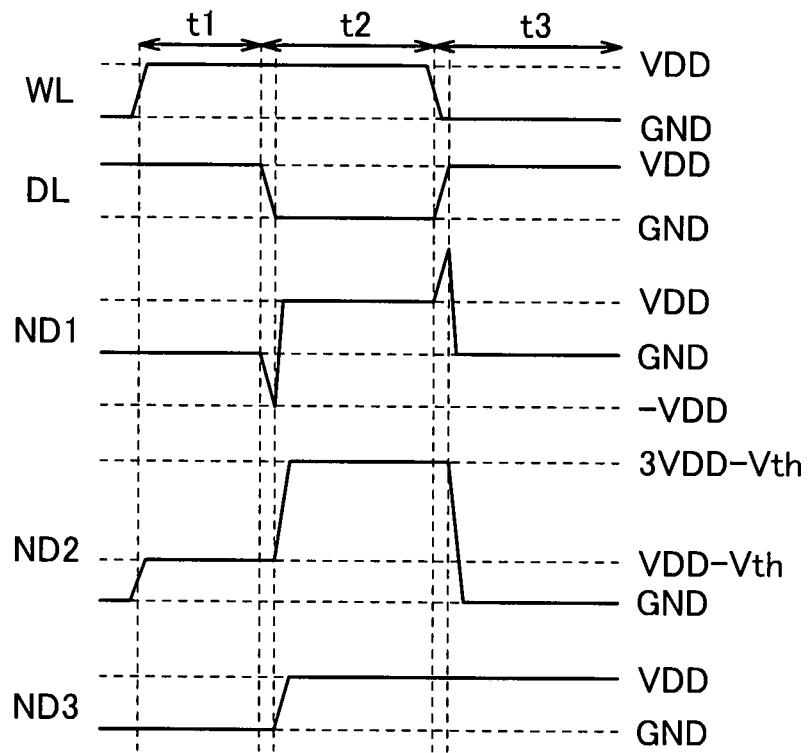 t1 t2 t3
WL
VDD
GND
DL
VDD
GND
ND1
VDD
GND
-VDD
ND2
3VDD-Vth
VDD-Vth
GND
ND3
VDD
GND